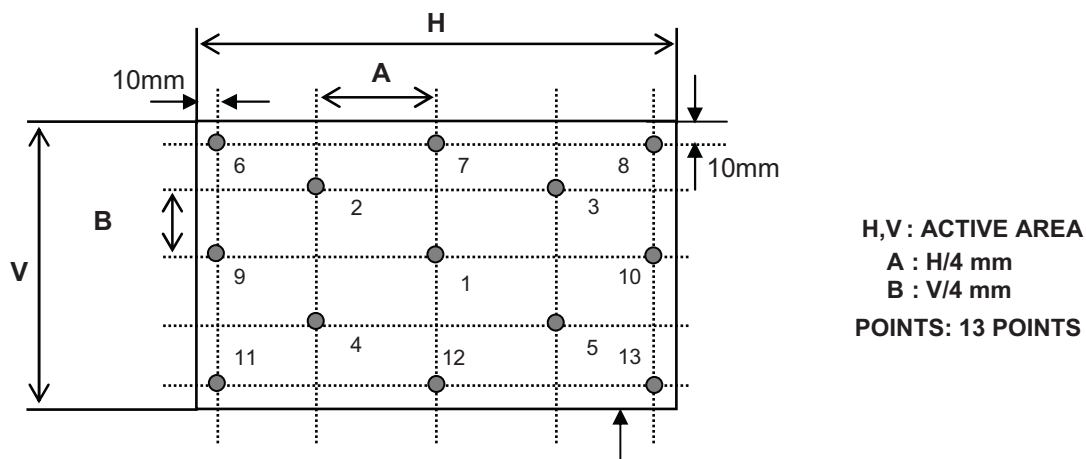 H
10mm
A
6
7
8
10mm
2
3
B
V
9
1
10
4
5
11
12
13
H,V : ACTIVE AREA
A : H/4 mm
B : V/4 mm
POINTS: 13 POINTS